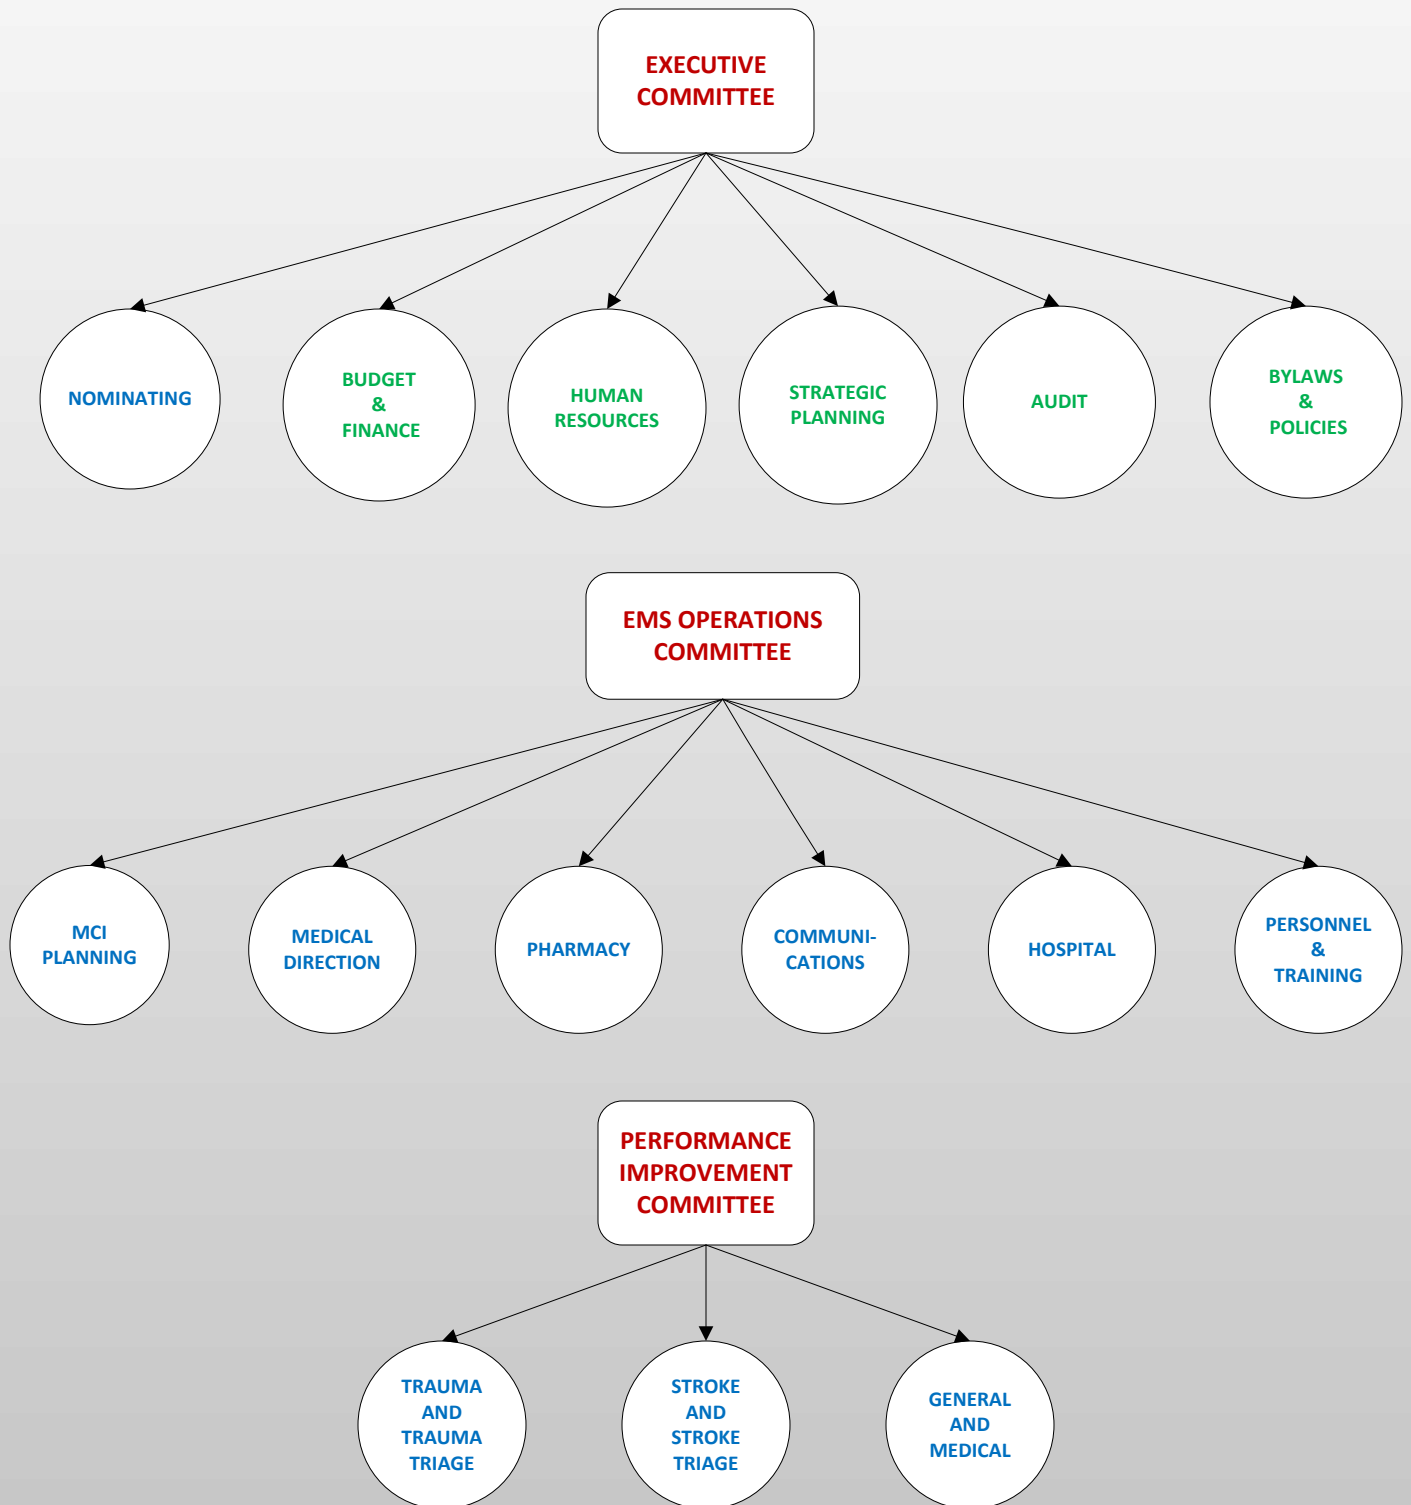 EXECUTIVE
COMMITTEE
NOMINATING
BUDGET
&
FINANCE
HUMAN
RESOURCES
STRATEGIC
PLANNING
AUDIT
BYLAWS
&
POLICIES
EMS OPERATIONS
COMMITTEE
MCI
PLANNING
MEDICAL
DIRECTION
PHARMACY
COMMUNI-
CATIONS
HOSPITAL
PERSONNEL
&
TRAINING
PERFORMANCE
IMPROVEMENT
COMMITTEE
TRAUMA
AND
TRAUMA
TRIAGE
STROKE
AND
STROKE
TRIAGE
GENERAL
AND
MEDICAL